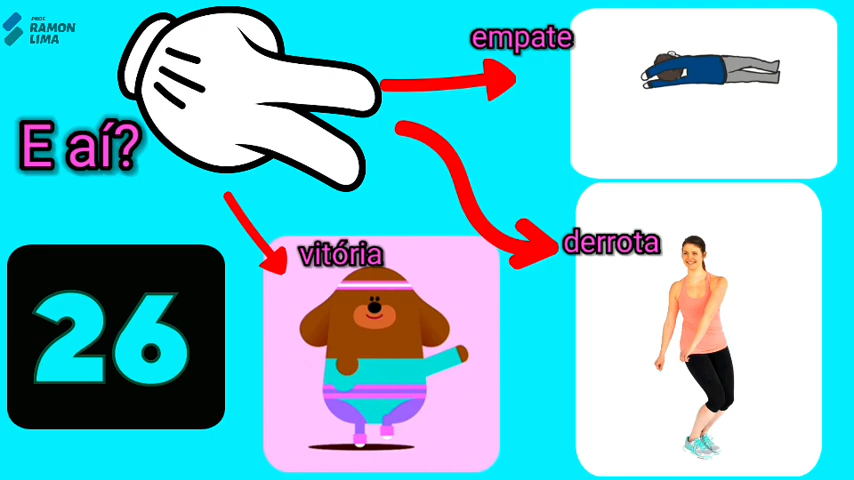 PROF.
RAMON
LIMA
empate
E aí?
derrota
vitória
26